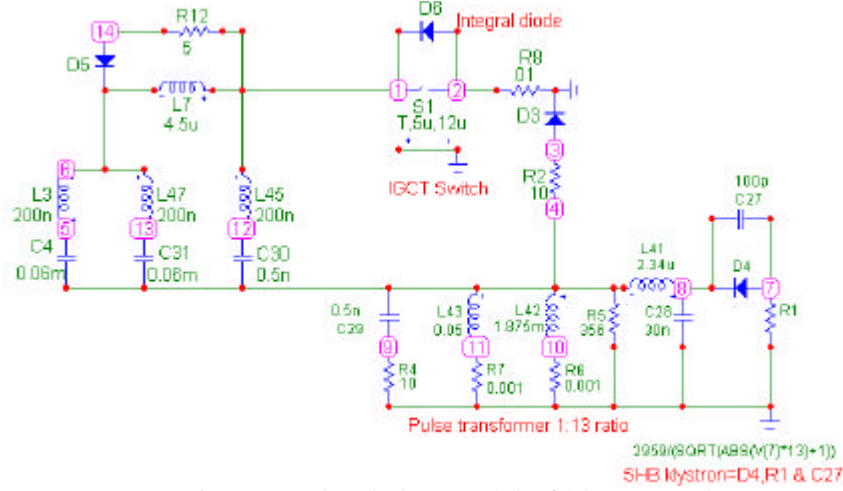 D6
Integral diode
R12
14
5
D5
L7
4.5u
1
2
S1
T,5u,12u
R8
.01
D3
3
IGCT Switch
R2
10
4
6
L3
200n
L47
200n
L45
200n
5
13
12
C4
0.06m
C31
0.06m
C30
0.5n
100p
C27
L41
2.34u
D4
8
7
0.5n
C29
L43
0.05
L42
1.875m
R5
356
C28
30n
R1
9
11
10
R4
10
R7
0.001
R6
0.001
Pulse transformer 1:13 ratio
2959/(SQRT(ABS(V(7)*13)+1))
5HB klystron=D4,R1 & C27